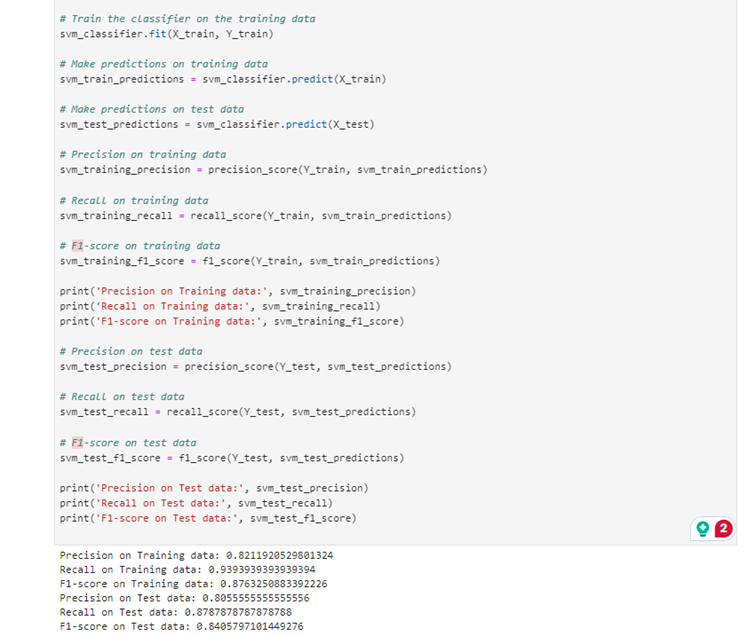 # Train the classifier on the training data
svm_classifier.fit(X_train, Y_train)
# Make predictions on training data
svm_train_predictions = svm_classifier.predict(X_train)
# Make predictions on test data
svm_test_predictions = svm_classifier.predict(X_test)
# Precision on training data
svm_training_precision = precision_score(Y_train, svm_train_predictions)
# Recall on training data
svm_training_recall = recall_score(Y_train, svm_train_predictions)
# F1-score on training data
svm_training_f1_score = f1_score(Y_train, svm_train_predictions)
print('Precision on Training data:', svm_training_precision)
print('Recall on Training data:', svm_training_recall)
print('F1-score on Training data:', svm_training_f1_score)
# Precision on test data
svm_test_precision = precision_score(Y_test, svm_test_predictions)
# Recall on test data
svm_test_recall = recall_score(Y_test, svm_test_predictions)
# F1-score on test data
svm_test_f1_score = f1_score(Y_test, svm_test_predictions)
print('Precision on Test data:', svm_test_precision)
print('Recall on Test data:', svm_test_recall)
print('F1-score on Test data:', svm_test_f1_score)
2
Precision on Training data: 0.8211920529801324
Recall on Training data: 0.9393939393939394
F1-score on Training data: 0.8763250883392226
Precision on Test data: 0.8055555555555556
Recall on Test data: 0.8787878787878788
F1-score on Test data: 0.8405797101449276